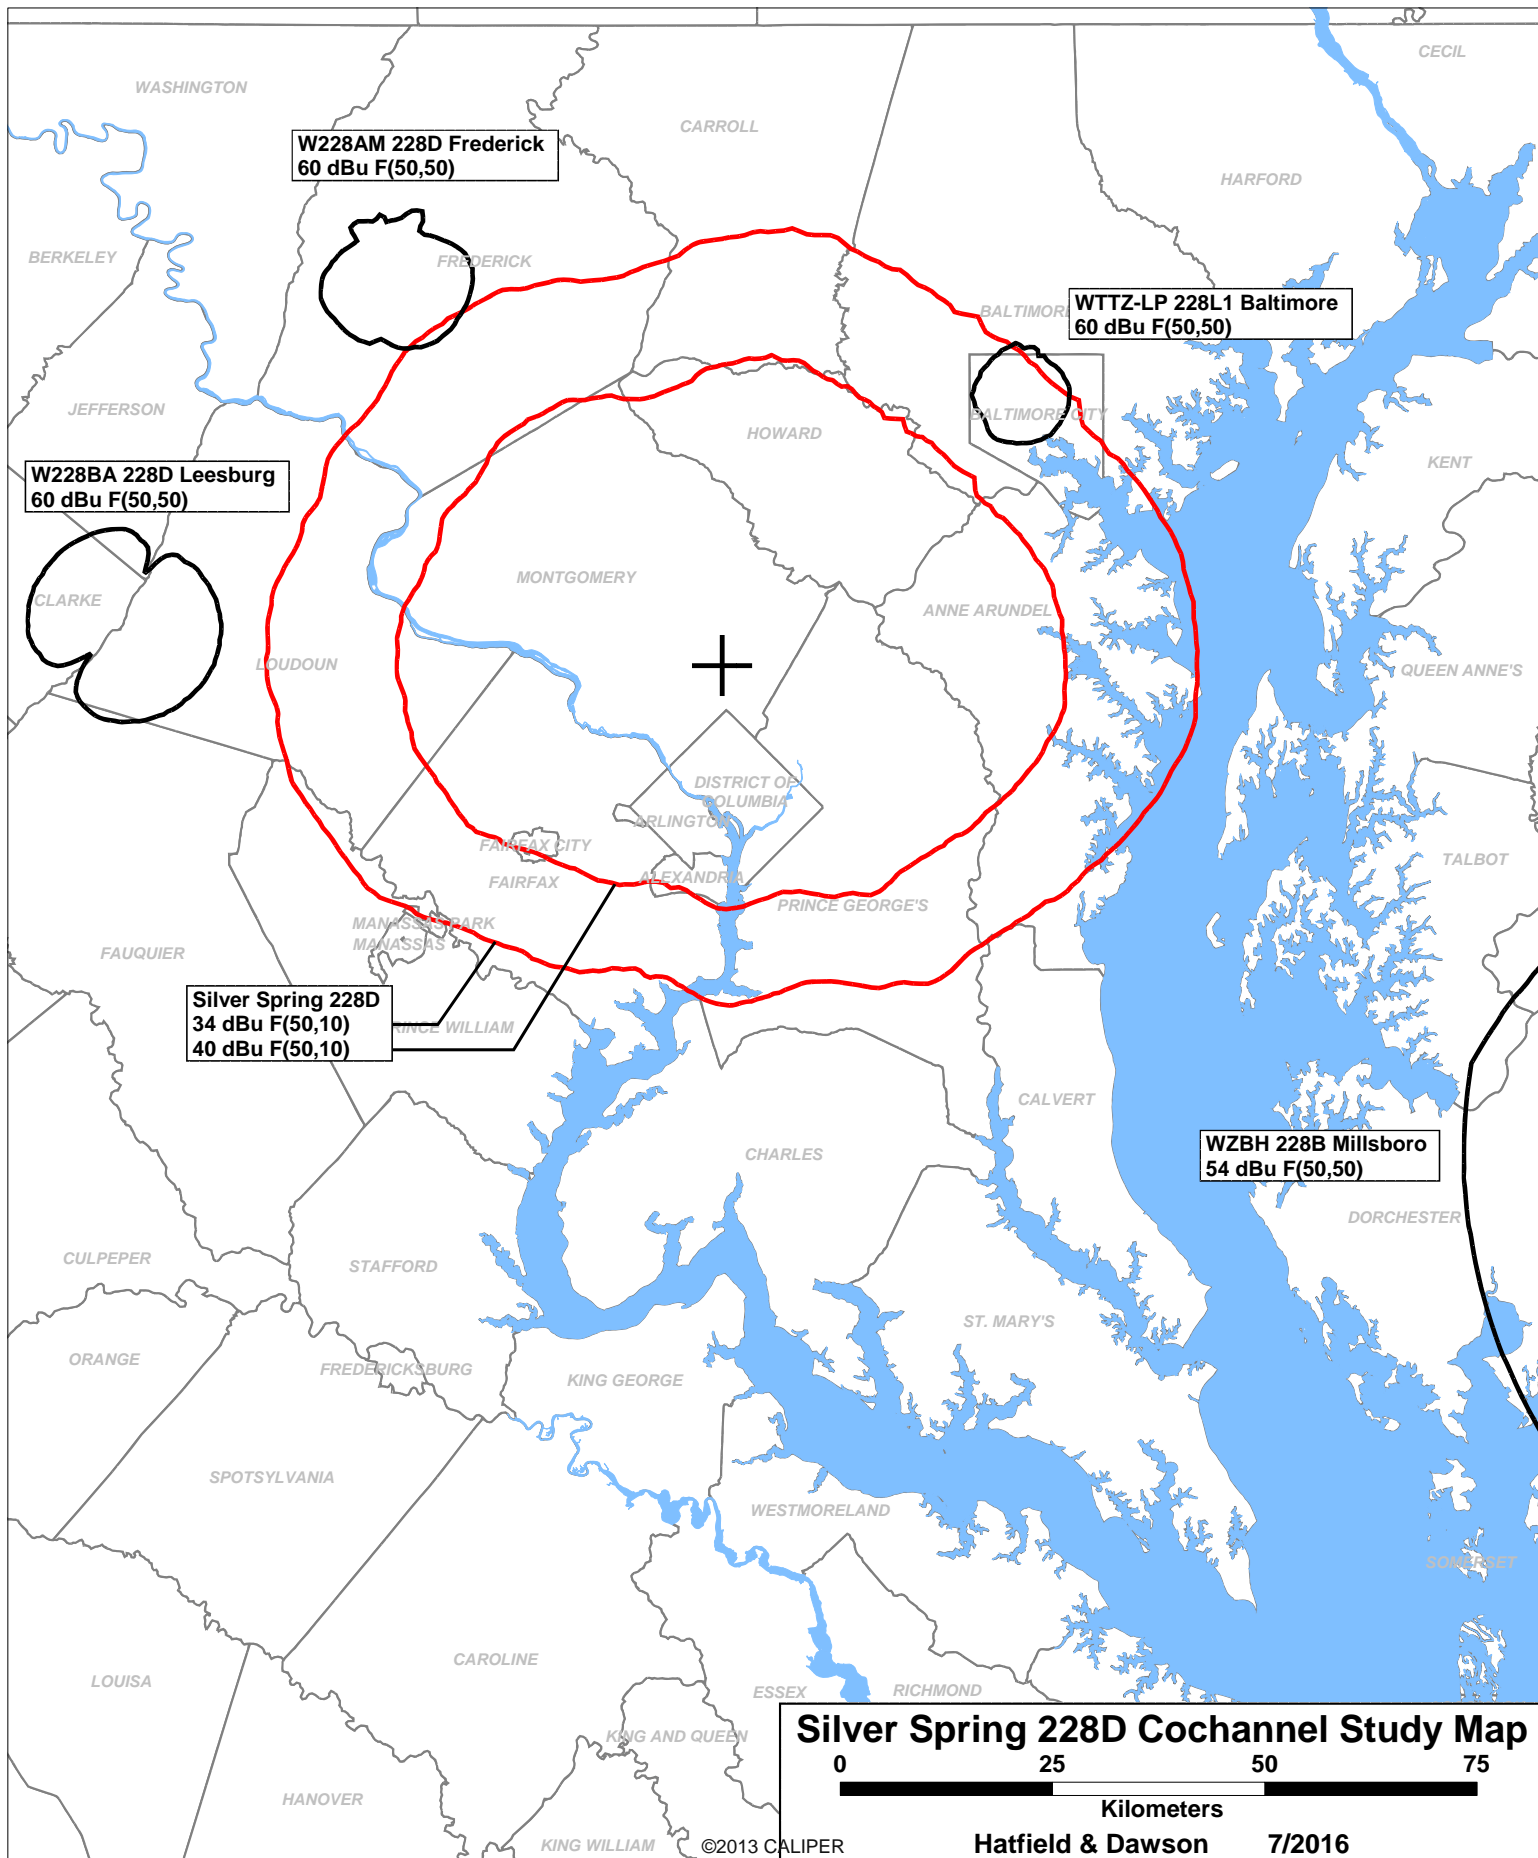 CECIL
WASHINGTON
CARROLL
W228AM 228D Frederick
60 dBu F(50,50)
HARFORD
BERKELEY
FREDERICK
BALTIMORE
WTTZ-LP 228L1 Baltimore
60 dBu F(50,50)
JEFFERSON
HOWARD
BALTIMORE CITY
KENT
W228BA 228D Leesburg
60 dBu F(50,50)
MONTGOMERY
CLARKE
ANNE ARUNDEL
LOUDOUN
QUEEN ANNE'S
DISTRICT OF
COLUMBIA
ARLINGTON
FAIRFAX CITY
TALBOT
FAIRFAX
ALEXANDRIA
PRINCE GEORGE'S
MANASSAS PARK
MANASSAS
FAUQUIER
Silver Spring 228D
34 dBu F(50,10)
40 dBu F(50,10)
RINCE WILLIAM
CALVERT
WZBH 228B Millsboro
54 dBu F(50,50)
CHARLES
DORCHESTER
CULPEPER
STAFFORD
ST. MARY'S
ORANGE
FREDERICKSBURG
KING GEORGE
SPOTSYLVANIA
WESTMORELAND
SOMERSET
CAROLINE
LOUISA
ESSEX
RICHMOND
KING AND QUEEN
Silver Spring 228D Cochannel Study Map
0 25 50 75
Kilometers
HANOVER
KING WILLIAM
©2013 CALIPER
Hatfield & Dawson 7/2016